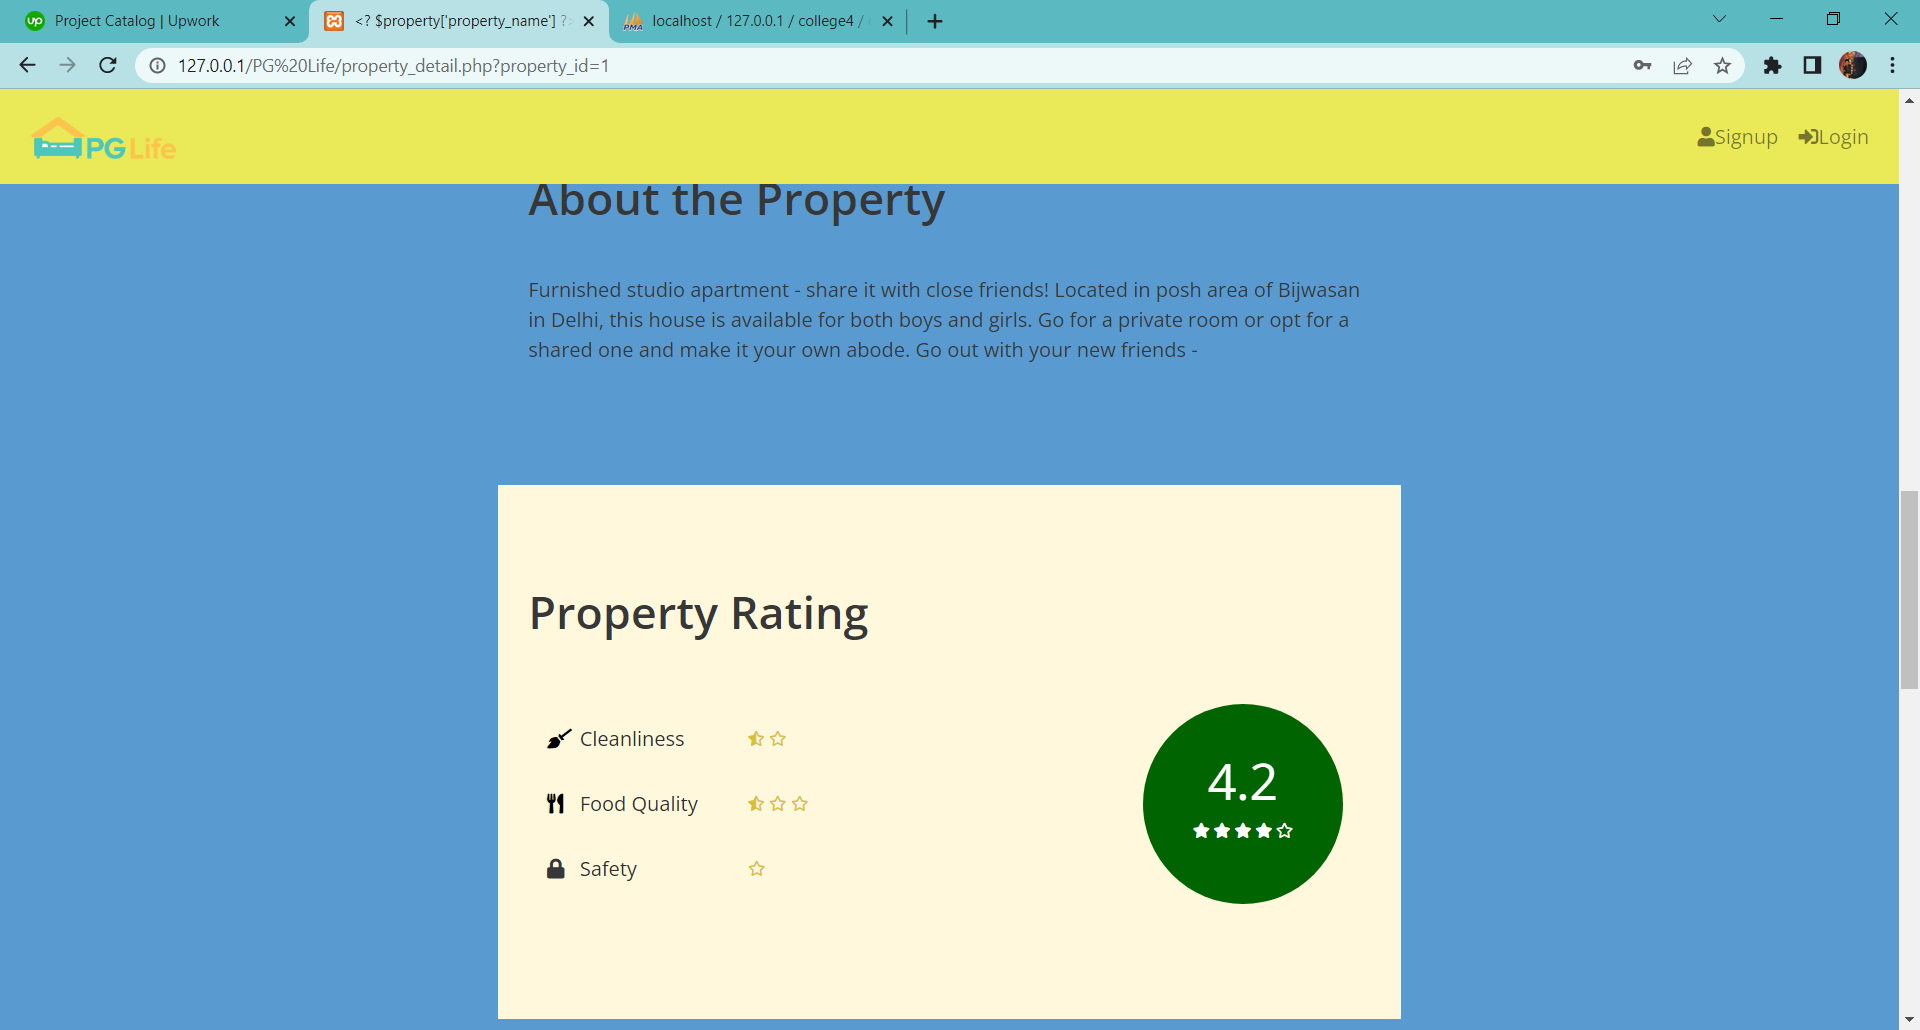 up Project Catalog | Upwork
<? $property['property_name'] ?>
PMA localhost / 127.0.0.1 / college4 /
127.0.0.1/PG%20Life/property_detail.php?property_id=1
PG Life
Signup Login
About the Property
Furnished studio apartment - share it with close friends! Located in posh area of Bijwasan
in Delhi, this house is available for both boys and girls. Go for a private room or opt for a
shared one and make it your own abode. Go out with your new friends -
Property Rating
Cleanliness
4.2
Food Quality
Safety